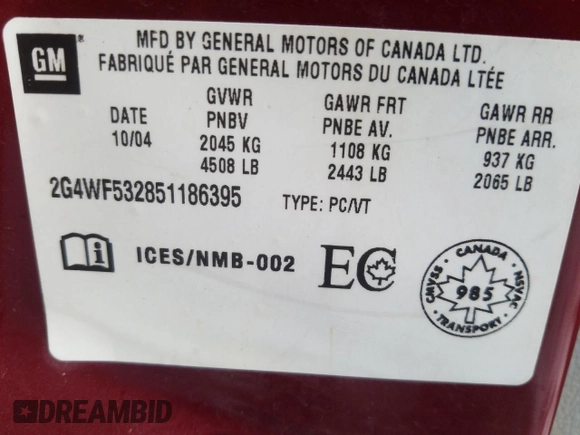 GM
MFD BY GENERAL MOTORS OF CANADA LTD.
FABRIQUÉ PAR GENERAL MOTORS DU CANADA LTÉE
DATE
10/04
GVWR
PNBV
2045 KG
4508 LB
GAWR FRT
PNBE AV.
1108 KG
2443 LB
GAWR RR
PNBE ARR.
937 KG
2065 LB
2G4WF532851186395
TYPE: PC/VT
i ICES/NMB-002
EC
CMVSS · CANADA · NSVAC · TRANSPORT ·
985
DREAMBID